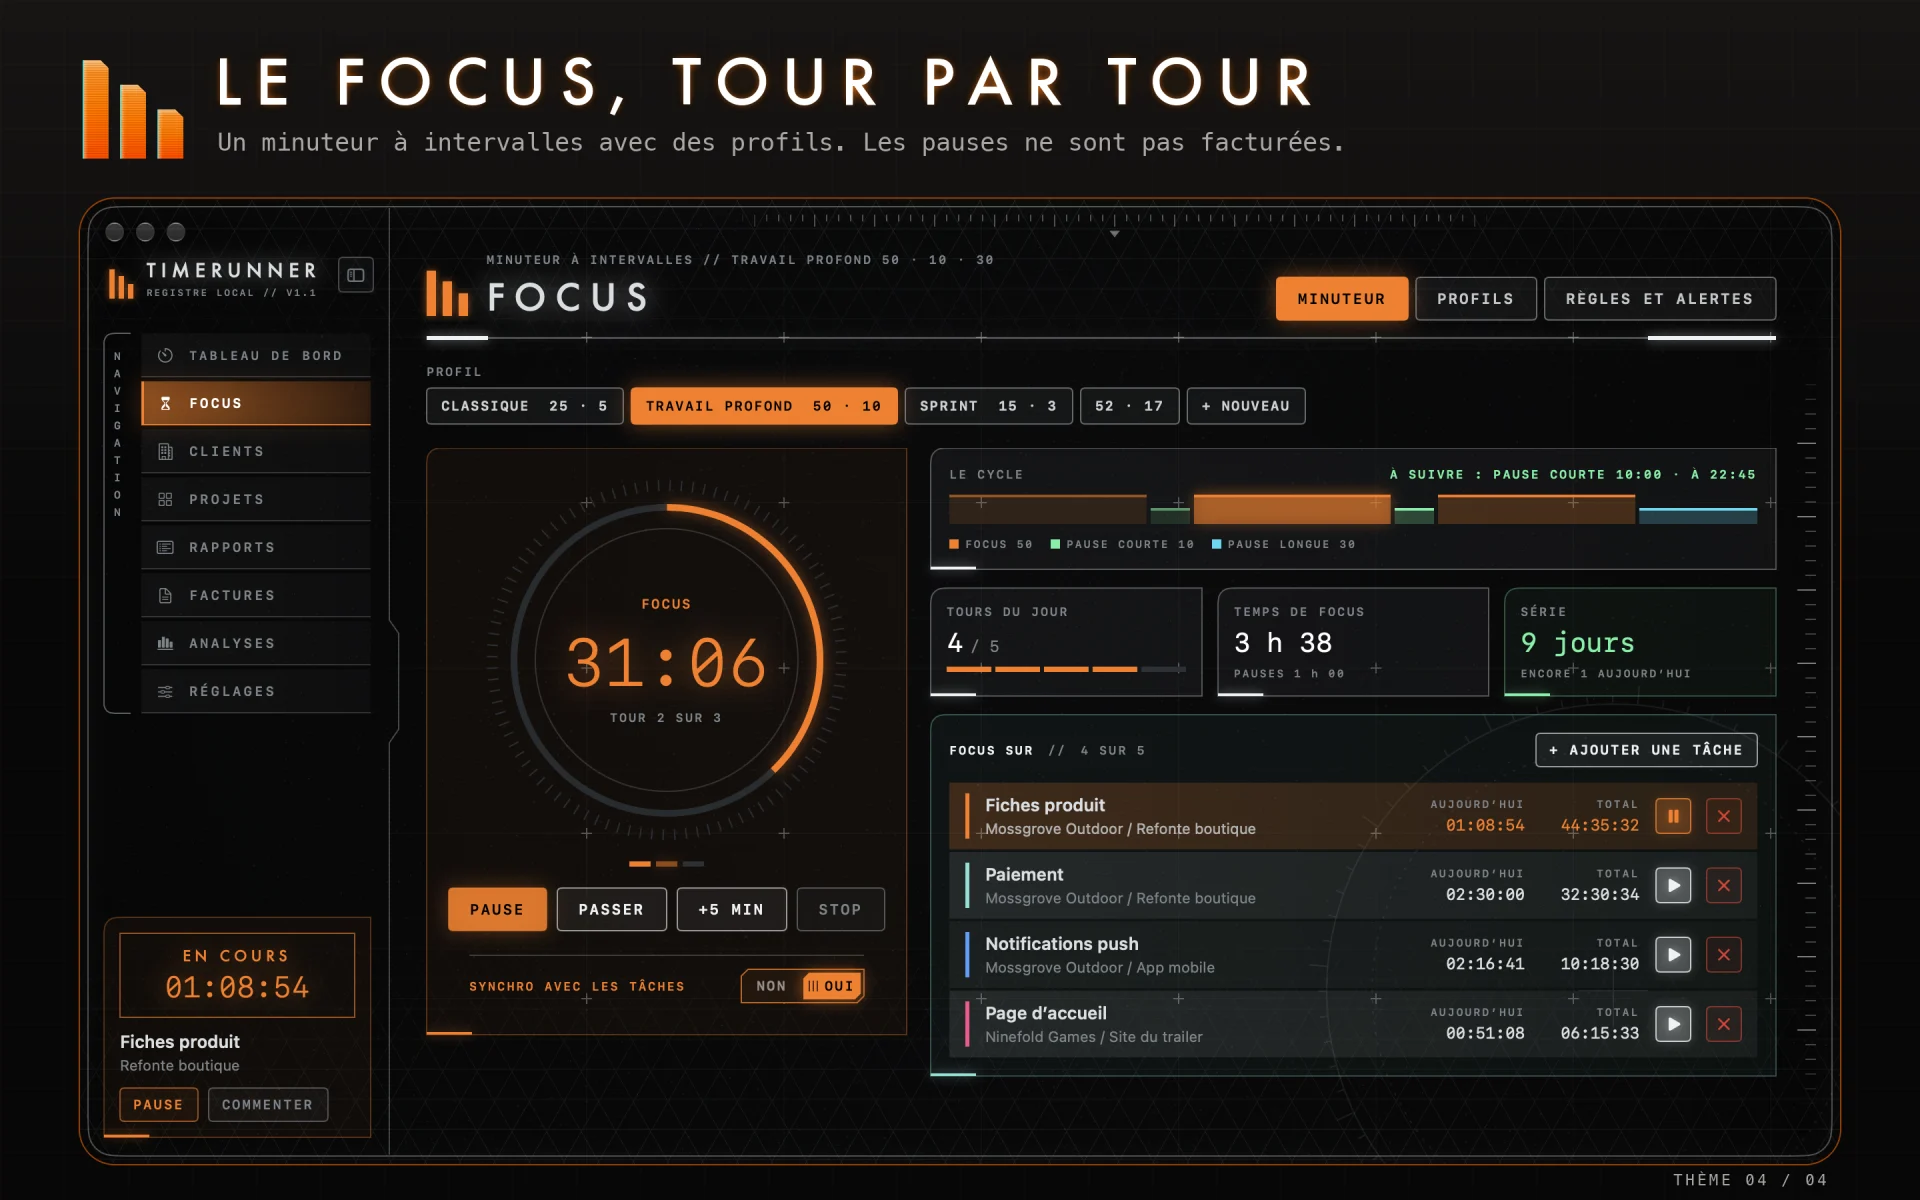 LE FOCUS, TOUR PAR TOUR
Un minuteur à intervalles avec des profils. Les pauses ne sont pas facturées.
TIMERUNNER
REGISTRE LOCAL // V1.1
NAVIGATION
TABLEAU DE BORD
FOCUS
CLIENTS
PROJETS
RAPPORTS
FACTURES
ANALYSES
RÉGLAGES
EN COURS
01:08:54
Fiches produit
Refonte boutique
PAUSE COMMENTER
MINUTEUR À INTERVALLES // TRAVAIL PROFOND 50 · 10 · 30
FOCUS
MINUTEUR PROFILS RÈGLES ET ALERTES
PROFIL
CLASSIQUE 25 · 5 TRAVAIL PROFOND 50 · 10 SPRINT 15 · 3 52 · 17 + NOUVEAU
FOCUS
31:06
TOUR 2 SUR 3
PAUSE PASSER +5 MIN STOP
SYNCHRO AVEC LES TÂCHES NON OUI
LE CYCLE À SUIVRE : PAUSE COURTE 10:00 · À 22:45
FOCUS 50 PAUSE COURTE 10 PAUSE LONGUE 30
TOURS DU JOUR
4 / 5
TEMPS DE FOCUS
3 h 38
PAUSES 1 h 00
SÉRIE
9 jours
ENCORE 1 AUJOURD'HUI
FOCUS SUR // 4 SUR 5 + AJOUTER UNE TÂCHE
Fiches produit AUJOURD'HUI TOTAL
Mossgrove Outdoor / Refonte boutique 01:08:54 44:35:32
Paiement AUJOURD'HUI TOTAL
Mossgrove Outdoor / Refonte boutique 02:30:00 32:30:34
Notifications push AUJOURD'HUI TOTAL
Mossgrove Outdoor / App mobile 02:16:41 10:18:30
Page d’accueil AUJOURD'HUI TOTAL
Ninefold Games / Site du trailer 00:51:08 06:15:33
THÈME 04 / 04